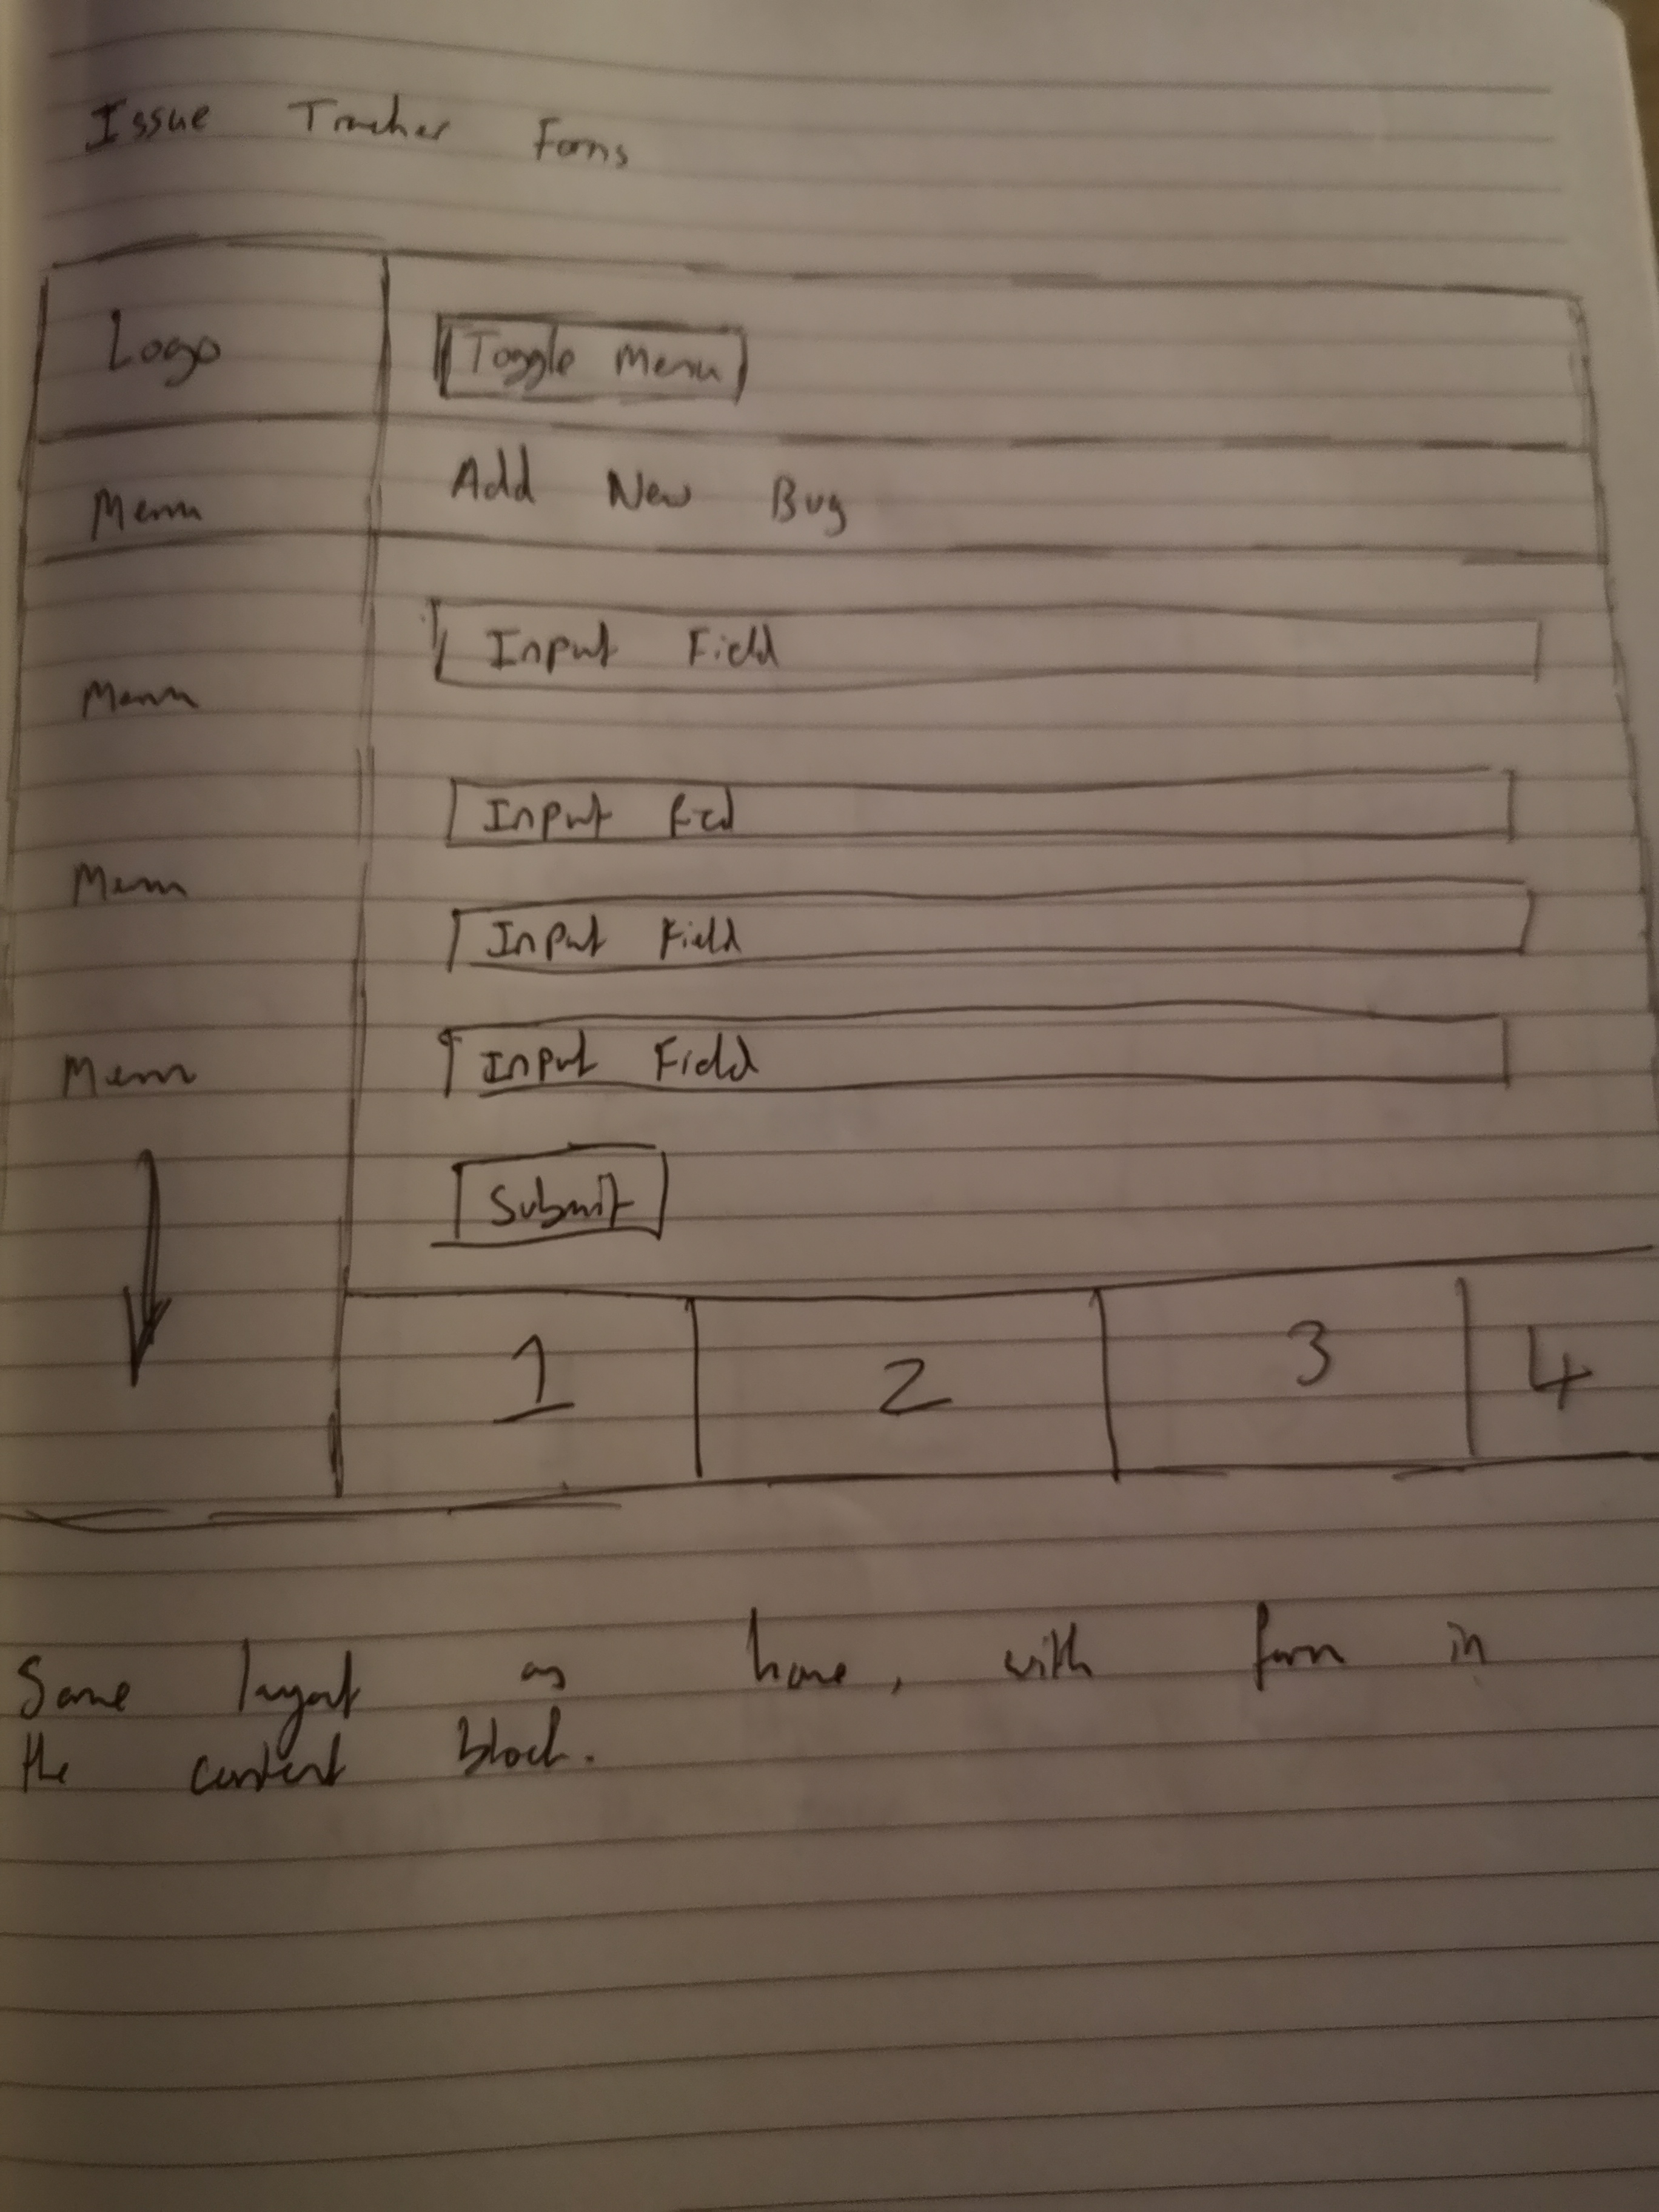 Issue Tracker Forms
Logo
Toggle Menu
Menu
Add New Bug
Menu
Input Field
Menu
Input Field
Input Field
Menu
Input Field
Submit
1 2 3 4
Same layout as home, with form in
the content block.